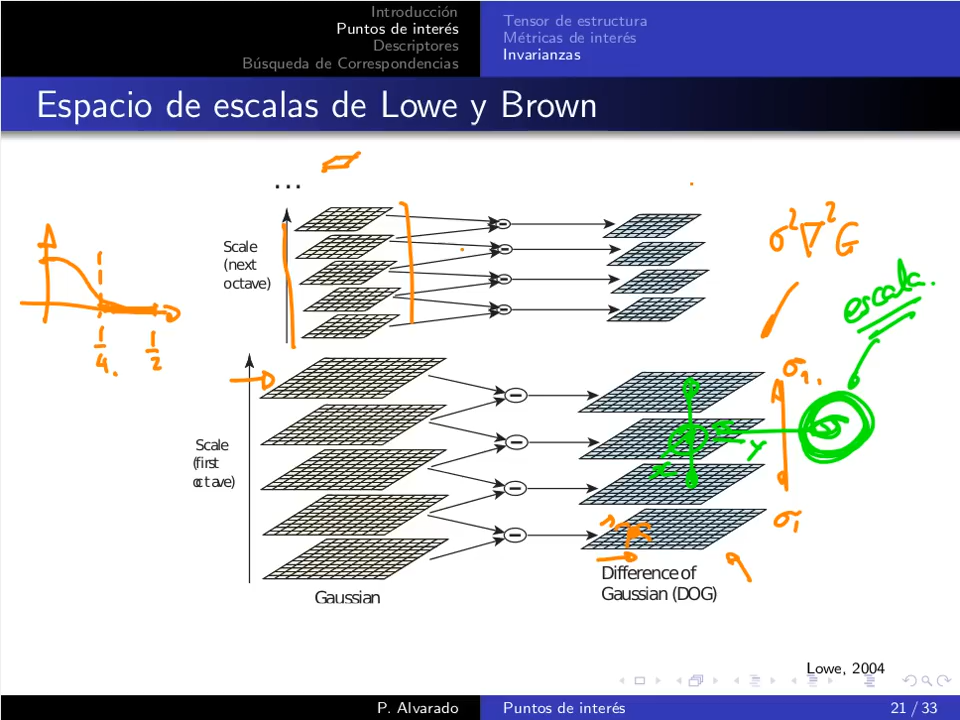 Introducción
Puntos de interés
Descriptores
Búsqueda de Correspondencias
Tensor de estructura
Métricas de interés
Invarianzas
Espacio de escalas de Lowe y Brown
...
Scale
(next
octave)
Scale
(first
octave)
Gaussian
Difference of
Gaussian (DOG)
σ²∇²G
escala.
1/4.
1/2
σ
x
y
σ
σ₁
Lowe, 2004
P. Alvarado
Puntos de interés
21 / 33